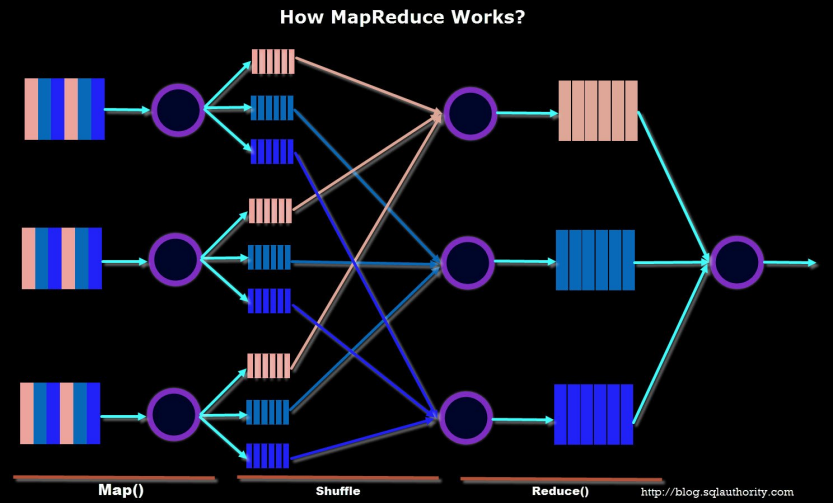 How MapReduce Works?
Map()
Shuffle
Reduce()
http://blog.sqlauthority.com